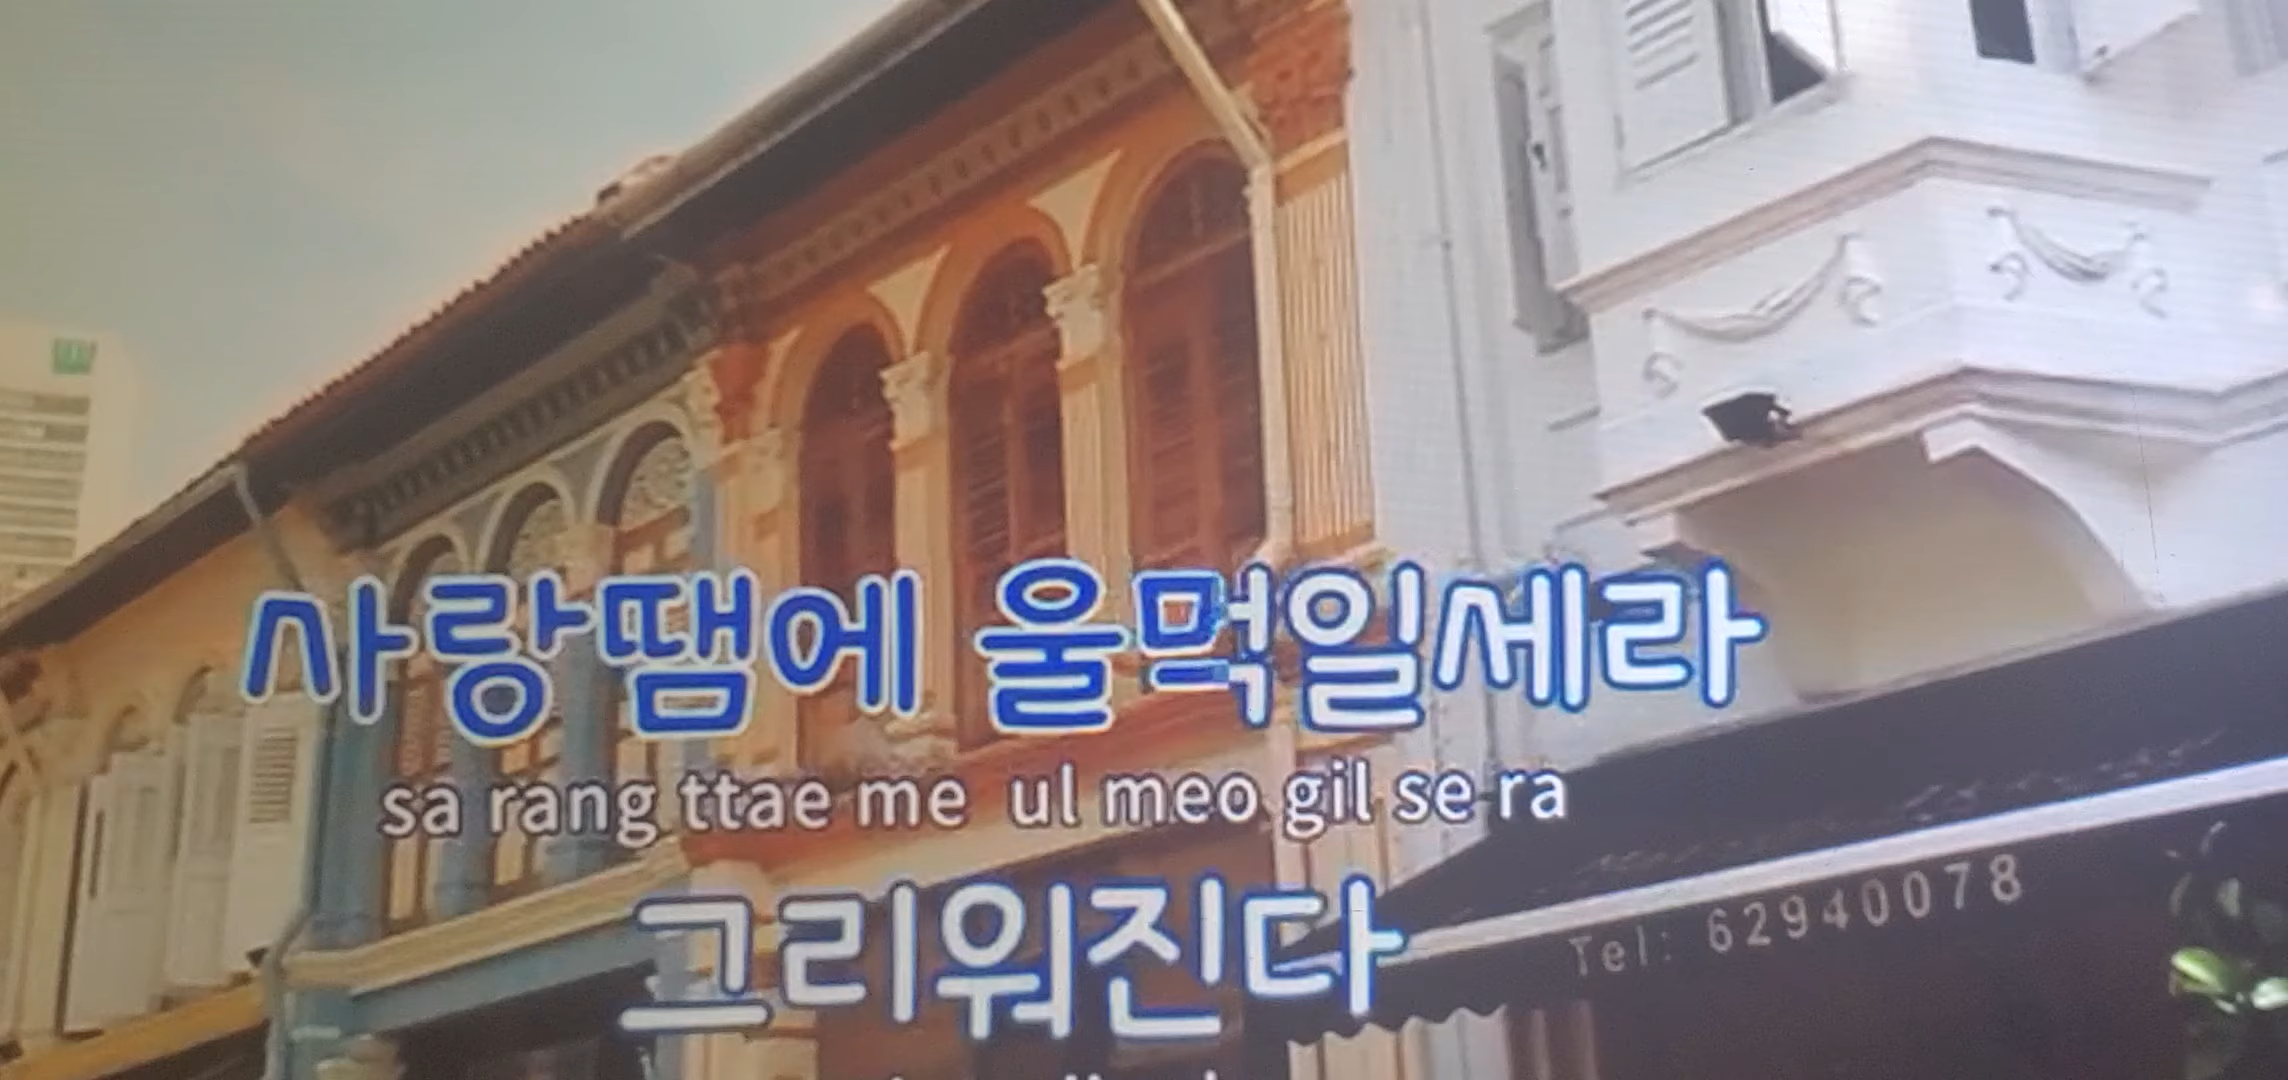 사랑땜에 울먹일세라
sa rang ttae me ul meo gil se ra
그리워진다
Tel: 62940078